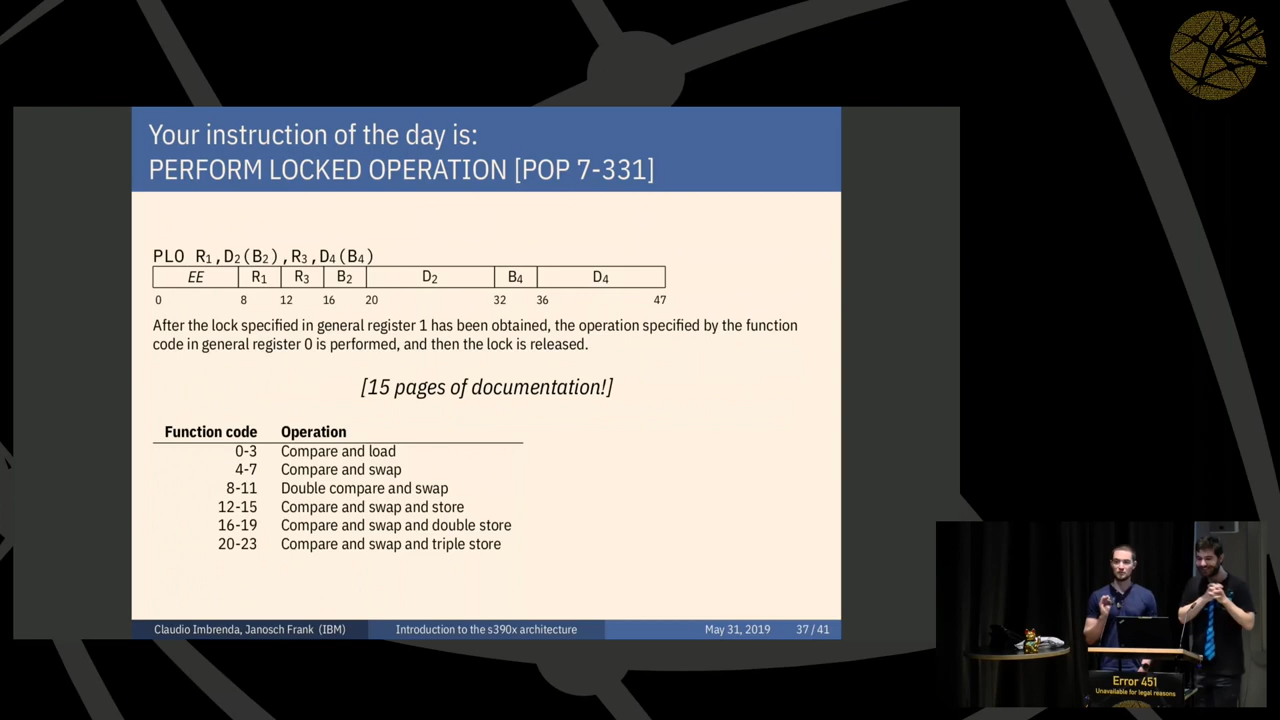 Your instruction of the day is:
PERFORM LOCKED OPERATION [POP 7-331]
PLO R₁,D₂(B₂),R₃,D₄(B₄)
EE R₁ R₃ B₂ D₂ B₄ D₄
0 8 12 16 20 32 36 47
After the lock specified in general register 1 has been obtained, the operation specified by the function
code in general register 0 is performed, and then the lock is released.
[15 pages of documentation!]
Function code Operation
0-3 Compare and load
4-7 Compare and swap
8-11 Double compare and swap
12-15 Compare and swap and store
16-19 Compare and swap and double store
20-23 Compare and swap and triple store
Claudio Imbrenda, Janosch Frank (IBM) Introduction to the s390x architecture May 31, 2019 37 / 41
Error 451
Unavailable for legal reasons